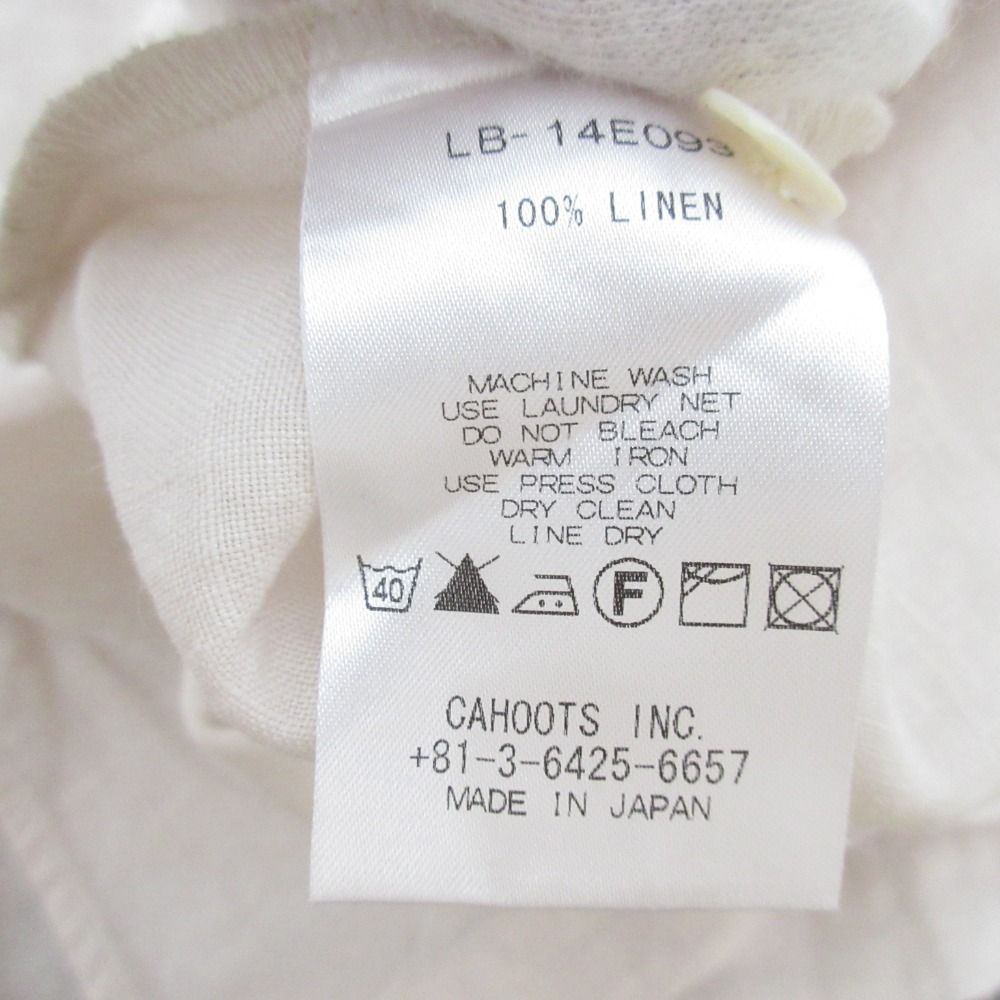 LB-14E093
100% LINEN
MACHINE WASH
USE LAUNDRY NET
DO NOT BLEACH
WARM IRON
USE PRESS CLOTH
DRY CLEAN
LINE DRY
40 F
CAHOOTS INC.
+81-3-6425-6657
MADE IN JAPAN